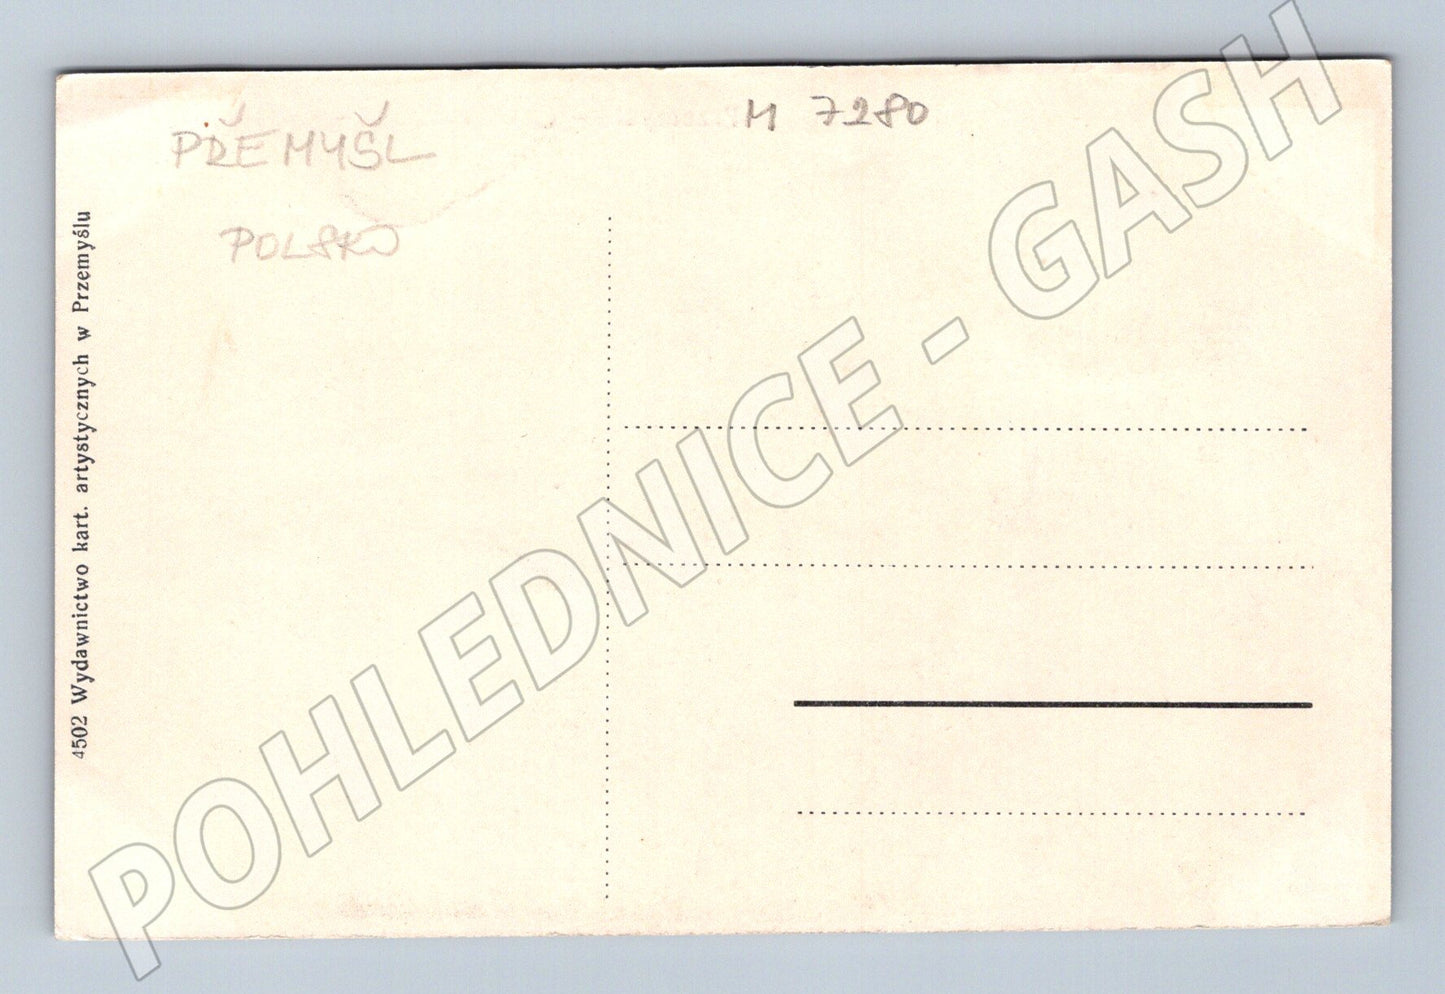 PŘEMYŠL
POLSKO
M 7280
4502 Wydawnictwo kart. artystycznych w Przemyślu
POHLEDNICE - GASH